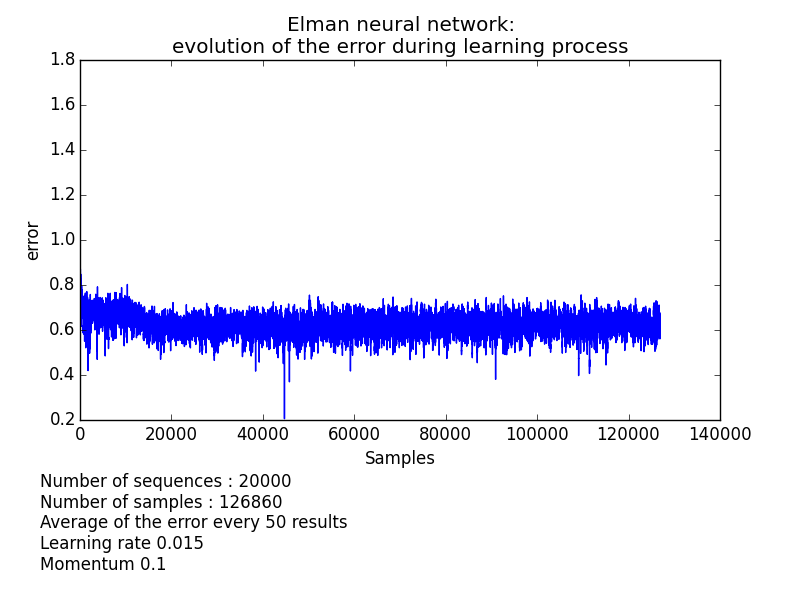 Elman neural network:
evolution of the error during learning process
1.8
1.6
1.4
1.2
1.0
0.8
0.6
0.4
0.2
error
0 20000 40000 60000 80000 100000 120000 140000
Samples
Number of sequences : 20000
Number of samples : 126860
Average of the error every 50 results
Learning rate 0.015
Momentum 0.1